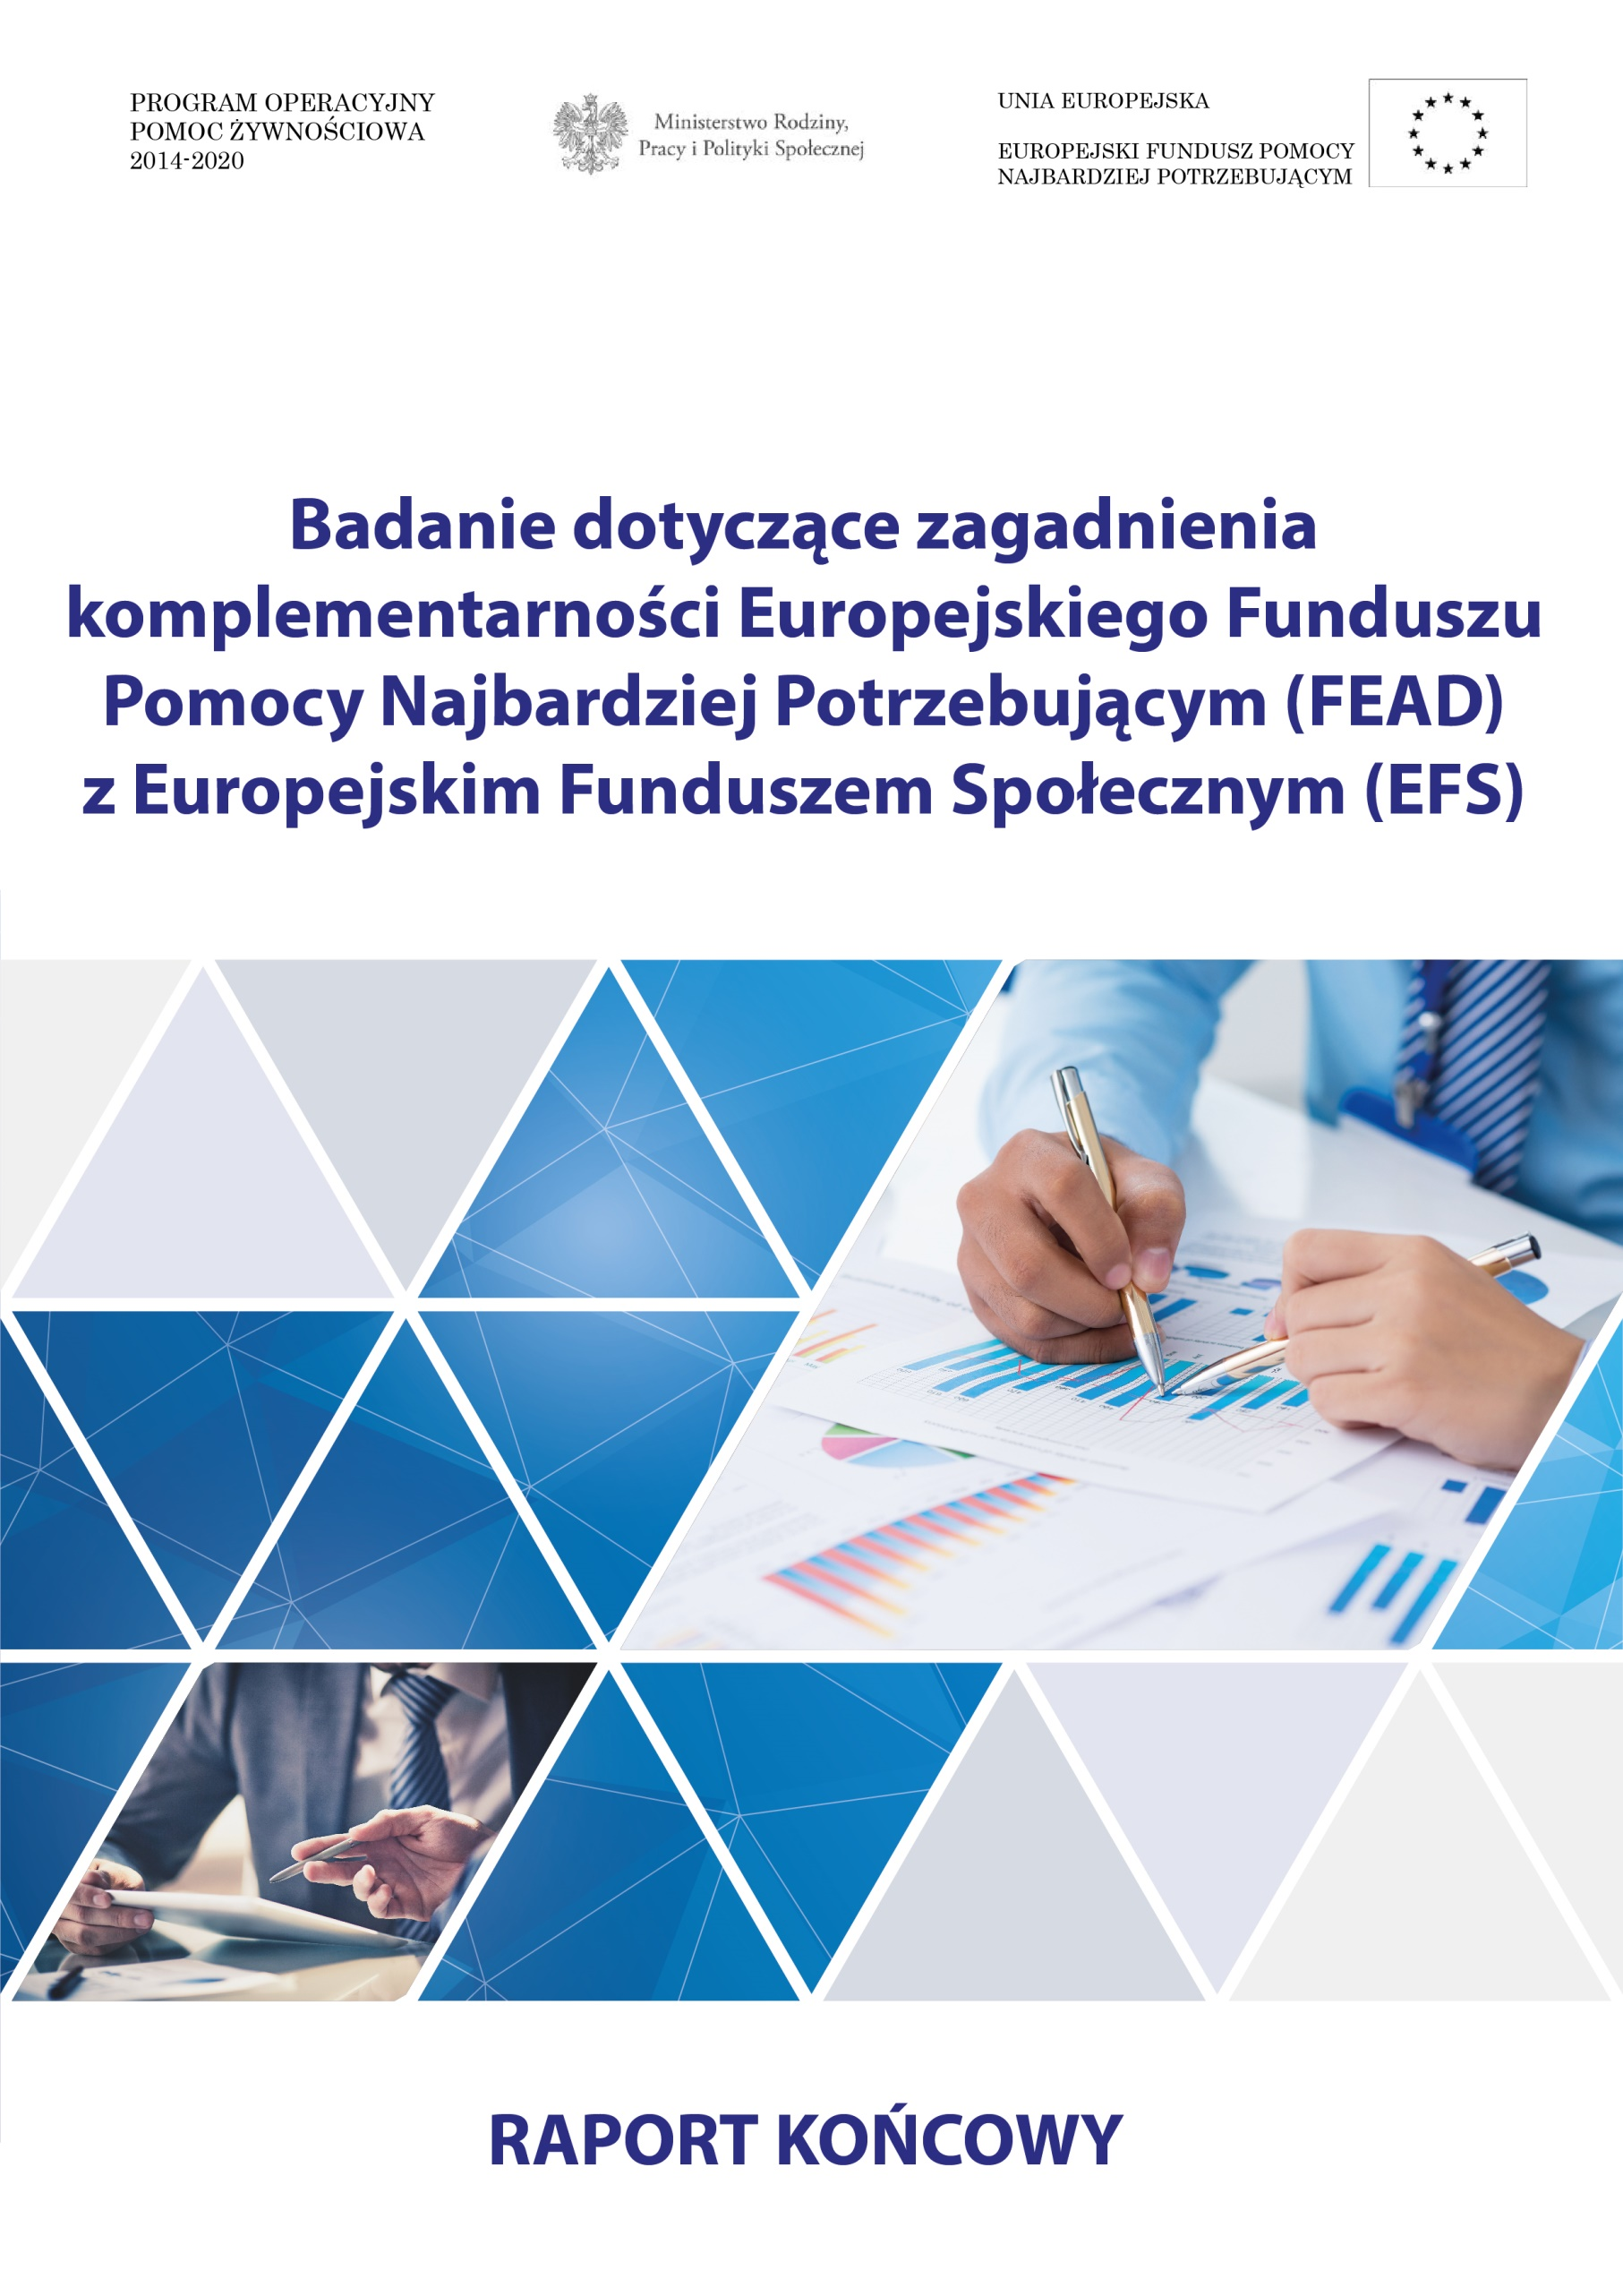 PROGRAM OPERACYJNY
POMOC ŻYWNOŚCIOWA
2014-2020
Ministerstwo Rodziny,
Pracy i Polityki Społecznej
UNIA EUROPEJSKA
EUROPEJSKI FUNDUSZ POMOCY
NAJBARDZIEJ POTRZEBUJĄCYM
Badanie dotyczące zagadnienia
komplementarności Europejskiego Funduszu
Pomocy Najbardziej Potrzebującym (FEAD)
z Europejskim Funduszem Społecznym (EFS)
RAPORT KOŃCOWY